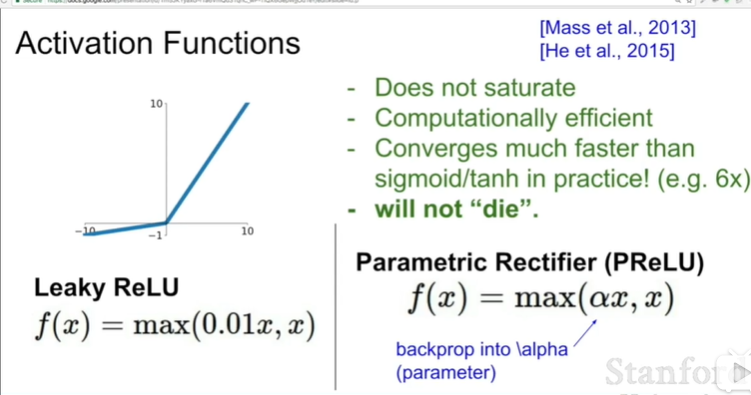 Activation Functions
[Mass et al., 2013]
[He et al., 2015]
- Does not saturate
- Computationally efficient
- Converges much faster than
sigmoid/tanh in practice! (e.g. 6x)
- will not “die”.
10
-10
-1
10
Leaky ReLU
f(x) = max(0.01x, x)
Parametric Rectifier (PReLU)
f(x) = max(αx, x)
backprop into \alpha
(parameter)
Stanford